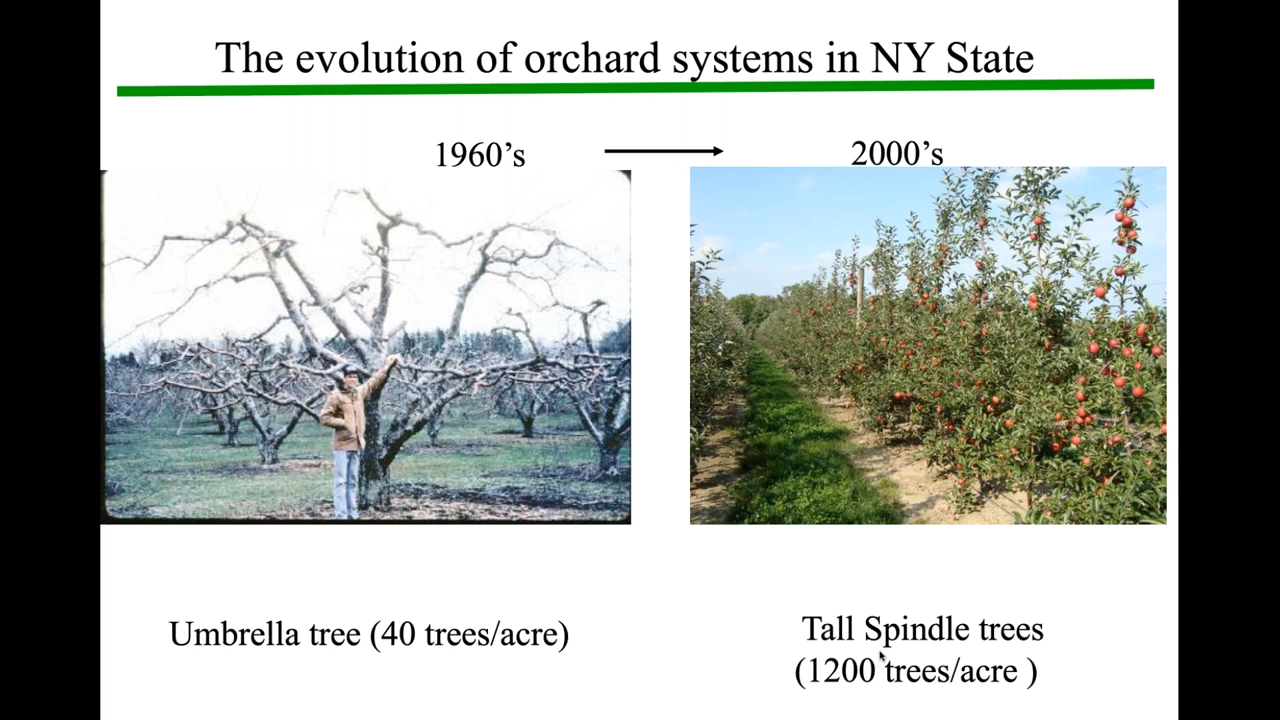 The evolution of orchard systems in NY State
1960’s
2000’s
Umbrella tree (40 trees/acre)
Tall Spindle trees
(1200 trees/acre )